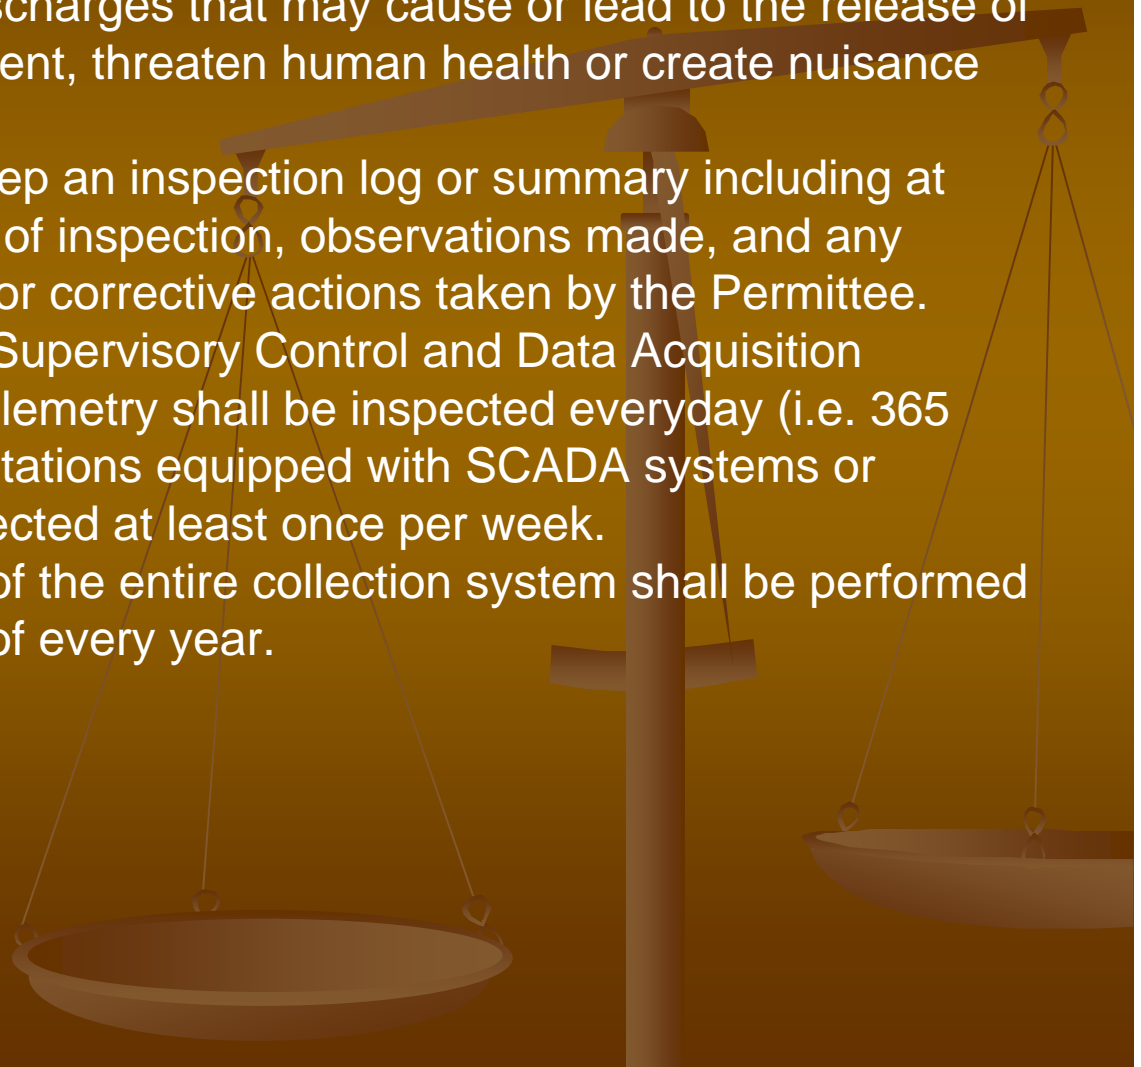 scharges that may cause or lead to the release of
ent, threaten human health or create nuisance
ep an inspection log or summary including at
of inspection, observations made, and any
or corrective actions taken by the Permittee.
Supervisory Control and Data Acquisition
lemetry shall be inspected everyday (i.e. 365
tations equipped with SCADA systems or
ected at least once per week.
of the entire collection system shall be performed
of every year.